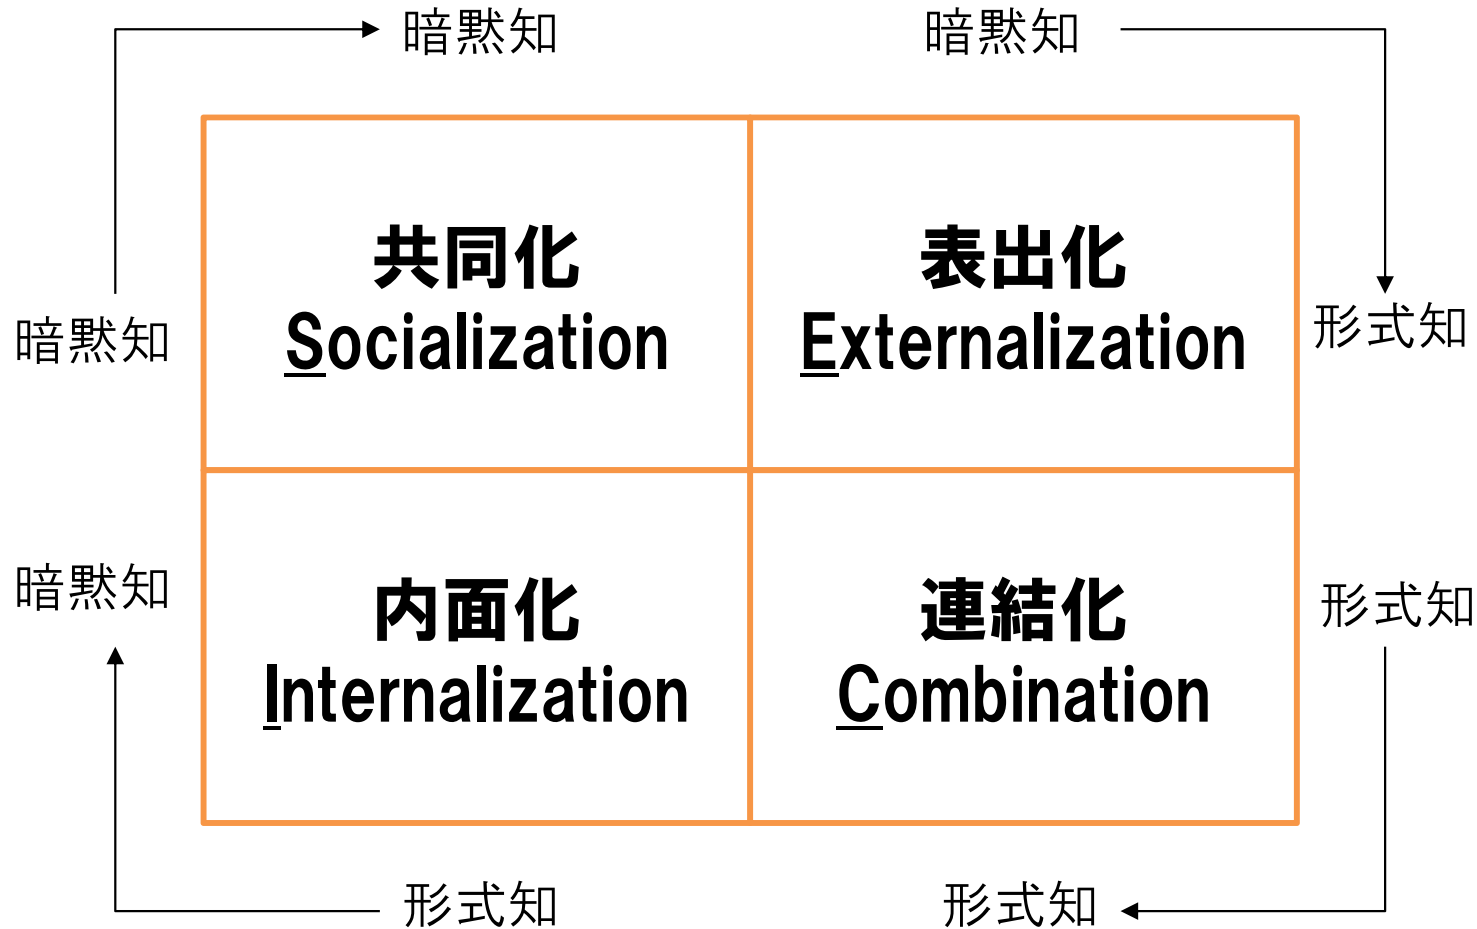 暗黙知
暗黙知
共同化
Socialization
表出化
Externalization
暗黙知
形式知
暗黙知
形式知
内面化
Internalization
連結化
Combination
形式知
形式知